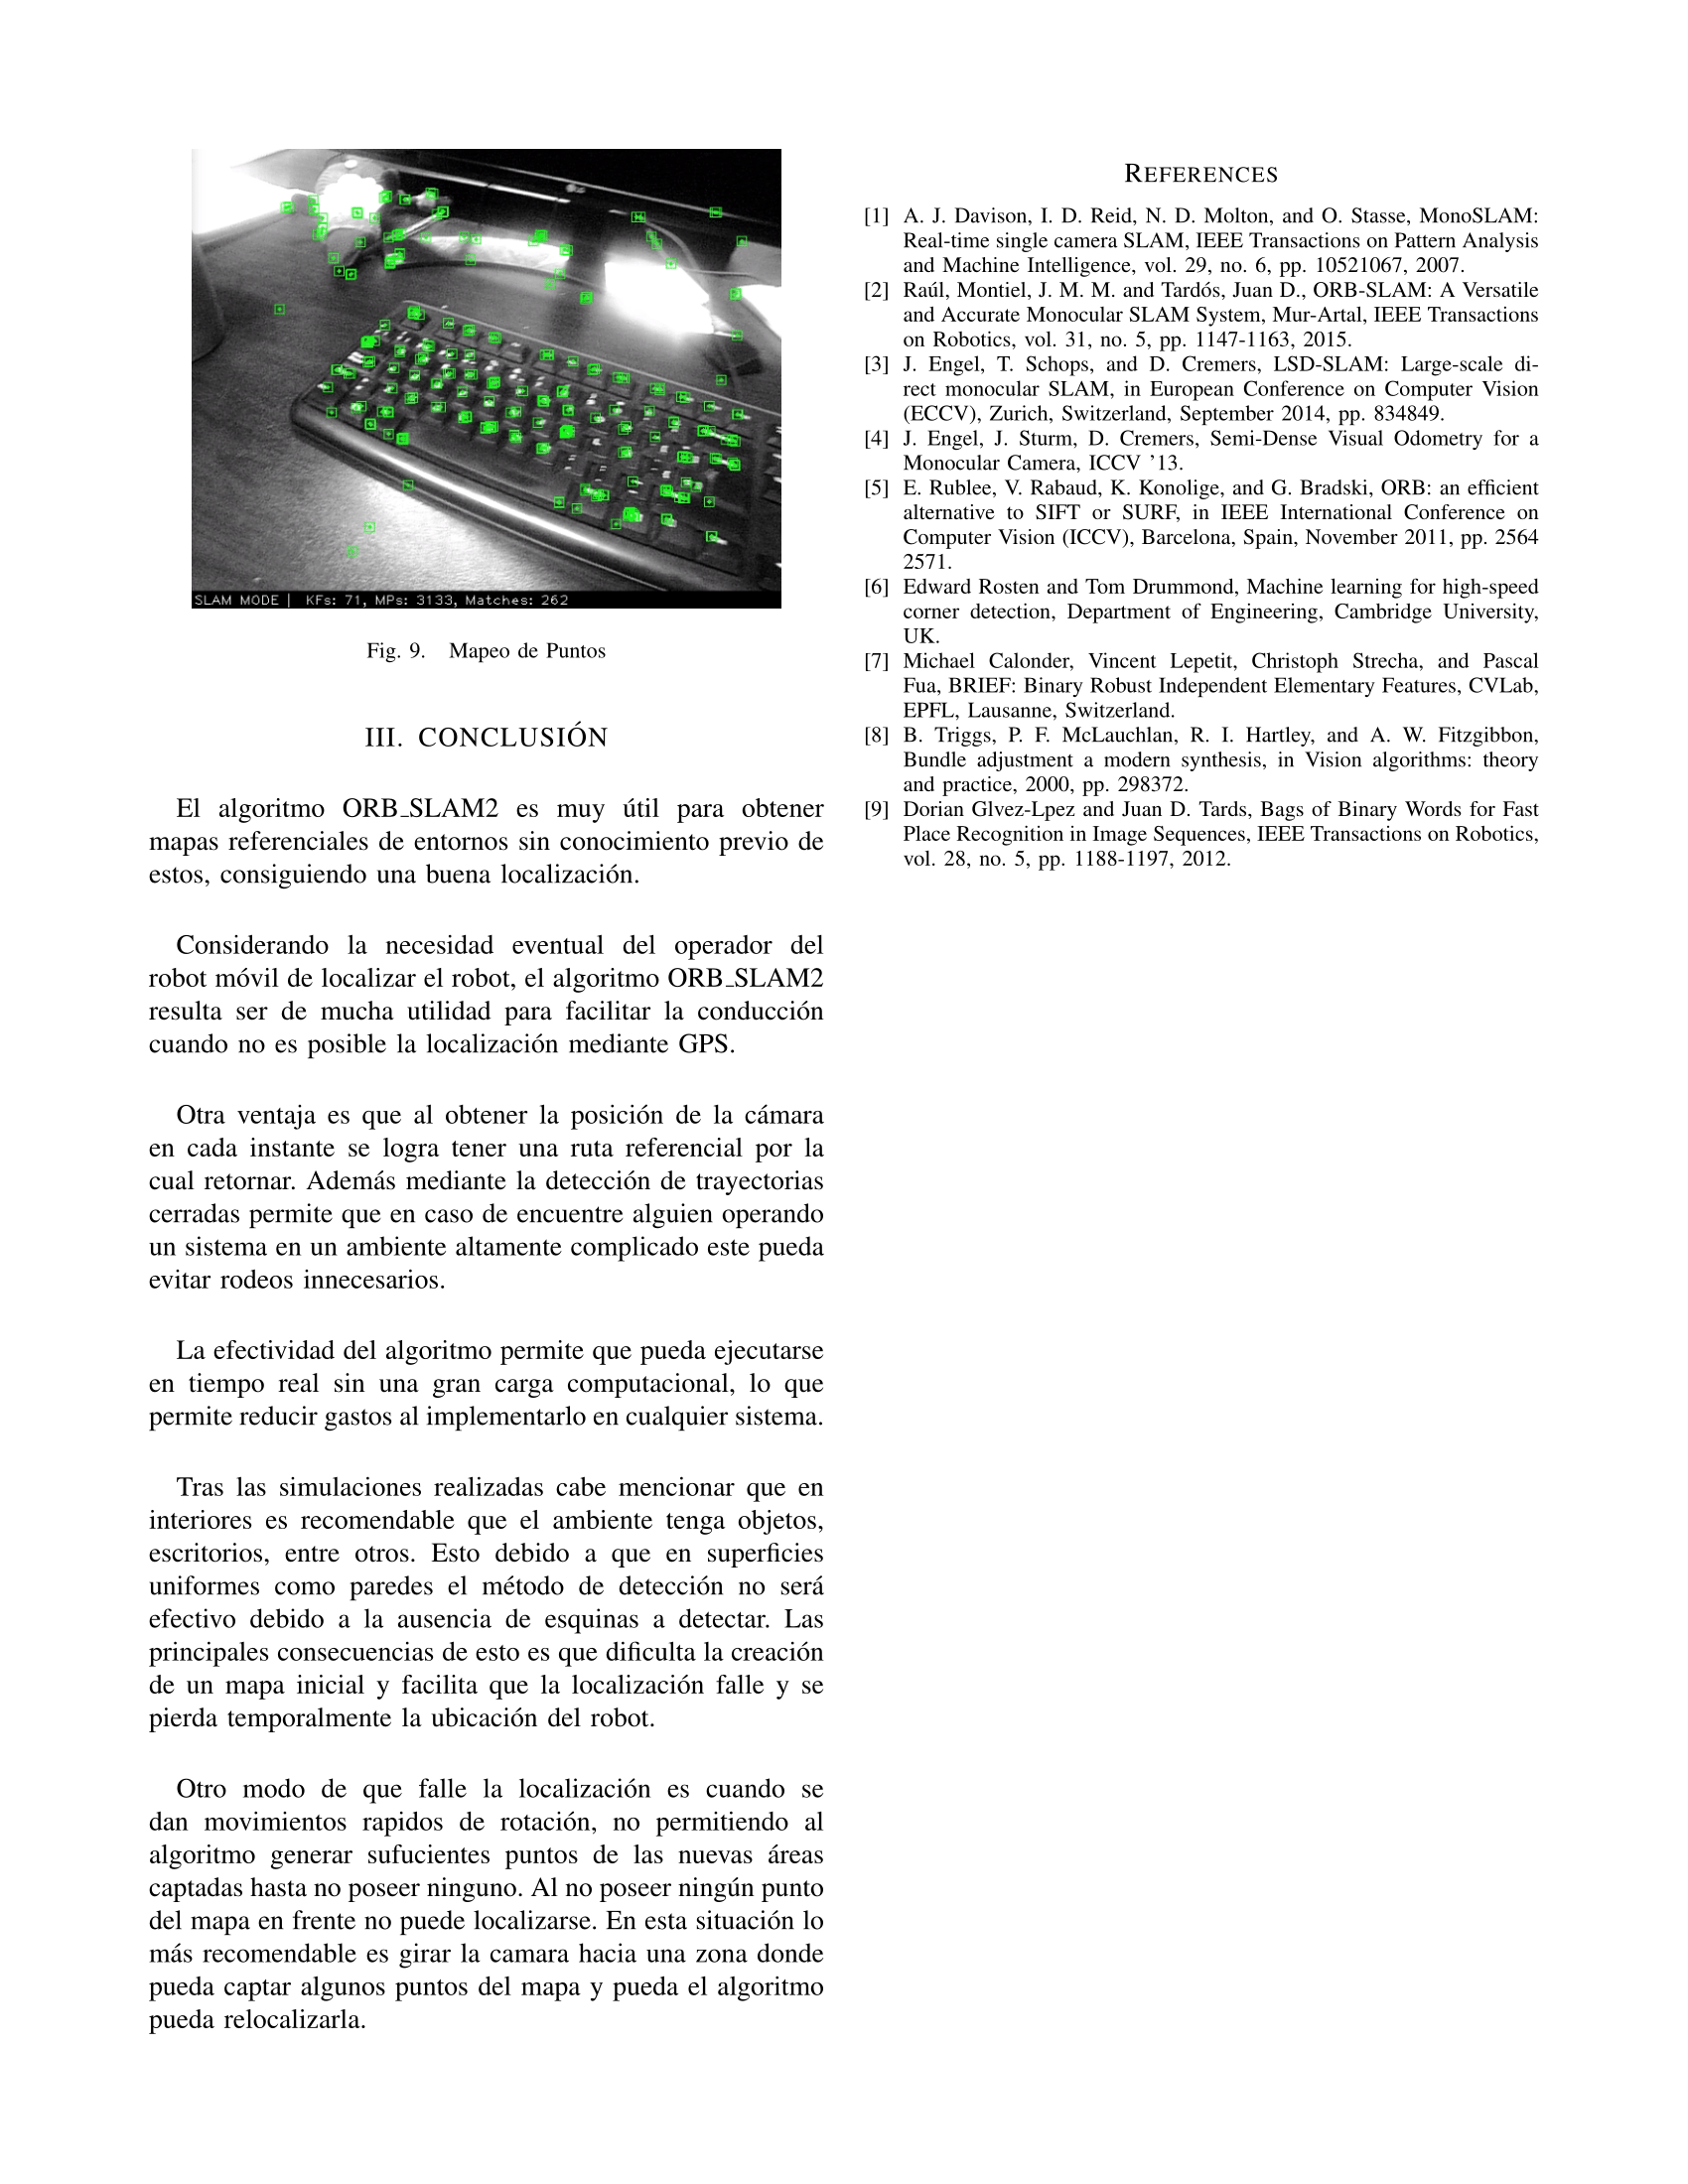 SLAM MODE | KFs: 71, MPs: 3133, Matches: 262
Fig. 9. Mapeo de Puntos
III. CONCLUSIÓN
El algoritmo ORB_SLAM2 es muy útil para obtener
mapas referenciales de entornos sin conocimiento previo de
estos, consiguiendo una buena localización.
Considerando la necesidad eventual del operador del
robot móvil de localizar el robot, el algoritmo ORB_SLAM2
resulta ser de mucha utilidad para facilitar la conducción
cuando no es posible la localización mediante GPS.
Otra ventaja es que al obtener la posición de la cámara
en cada instante se logra tener una ruta referencial por la
cual retornar. Además mediante la detección de trayectorias
cerradas permite que en caso de encuentre alguien operando
un sistema en un ambiente altamente complicado este pueda
evitar rodeos innecesarios.
La efectividad del algoritmo permite que pueda ejecutarse
en tiempo real sin una gran carga computacional, lo que
permite reducir gastos al implementarlo en cualquier sistema.
Tras las simulaciones realizadas cabe mencionar que en
interiores es recomendable que el ambiente tenga objetos,
escritorios, entre otros. Esto debido a que en superficies
uniformes como paredes el método de detección no será
efectivo debido a la ausencia de esquinas a detectar. Las
principales consecuencias de esto es que dificulta la creación
de un mapa inicial y facilita que la localización falle y se
pierda temporalmente la ubicación del robot.
Otro modo de que falle la localización es cuando se
dan movimientos rapidos de rotación, no permitiendo al
algoritmo generar sufucientes puntos de las nuevas áreas
captadas hasta no poseer ninguno. Al no poseer ningún punto
del mapa en frente no puede localizarse. En esta situación lo
más recomendable es girar la camara hacia una zona donde
pueda captar algunos puntos del mapa y pueda el algoritmo
pueda relocalizarla.
REFERENCES
[1] A. J. Davison, I. D. Reid, N. D. Molton, and O. Stasse, MonoSLAM:
Real-time single camera SLAM, IEEE Transactions on Pattern Analysis
and Machine Intelligence, vol. 29, no. 6, pp. 10521067, 2007.
[2] Raúl, Montiel, J. M. M. and Tardós, Juan D., ORB-SLAM: A Versatile
and Accurate Monocular SLAM System, Mur-Artal, IEEE Transactions
on Robotics, vol. 31, no. 5, pp. 1147-1163, 2015.
[3] J. Engel, T. Schops, and D. Cremers, LSD-SLAM: Large-scale di-
rect monocular SLAM, in European Conference on Computer Vision
(ECCV), Zurich, Switzerland, September 2014, pp. 834849.
[4] J. Engel, J. Sturm, D. Cremers, Semi-Dense Visual Odometry for a
Monocular Camera, ICCV ’13.
[5] E. Rublee, V. Rabaud, K. Konolige, and G. Bradski, ORB: an efficient
alternative to SIFT or SURF, in IEEE International Conference on
Computer Vision (ICCV), Barcelona, Spain, November 2011, pp. 2564
2571.
[6] Edward Rosten and Tom Drummond, Machine learning for high-speed
corner detection, Department of Engineering, Cambridge University,
UK.
[7] Michael Calonder, Vincent Lepetit, Christoph Strecha, and Pascal
Fua, BRIEF: Binary Robust Independent Elementary Features, CVLab,
EPFL, Lausanne, Switzerland.
[8] B. Triggs, P. F. McLauchlan, R. I. Hartley, and A. W. Fitzgibbon,
Bundle adjustment a modern synthesis, in Vision algorithms: theory
and practice, 2000, pp. 298372.
[9] Dorian Glvez-Lpez and Juan D. Tards, Bags of Binary Words for Fast
Place Recognition in Image Sequences, IEEE Transactions on Robotics,
vol. 28, no. 5, pp. 1188-1197, 2012.